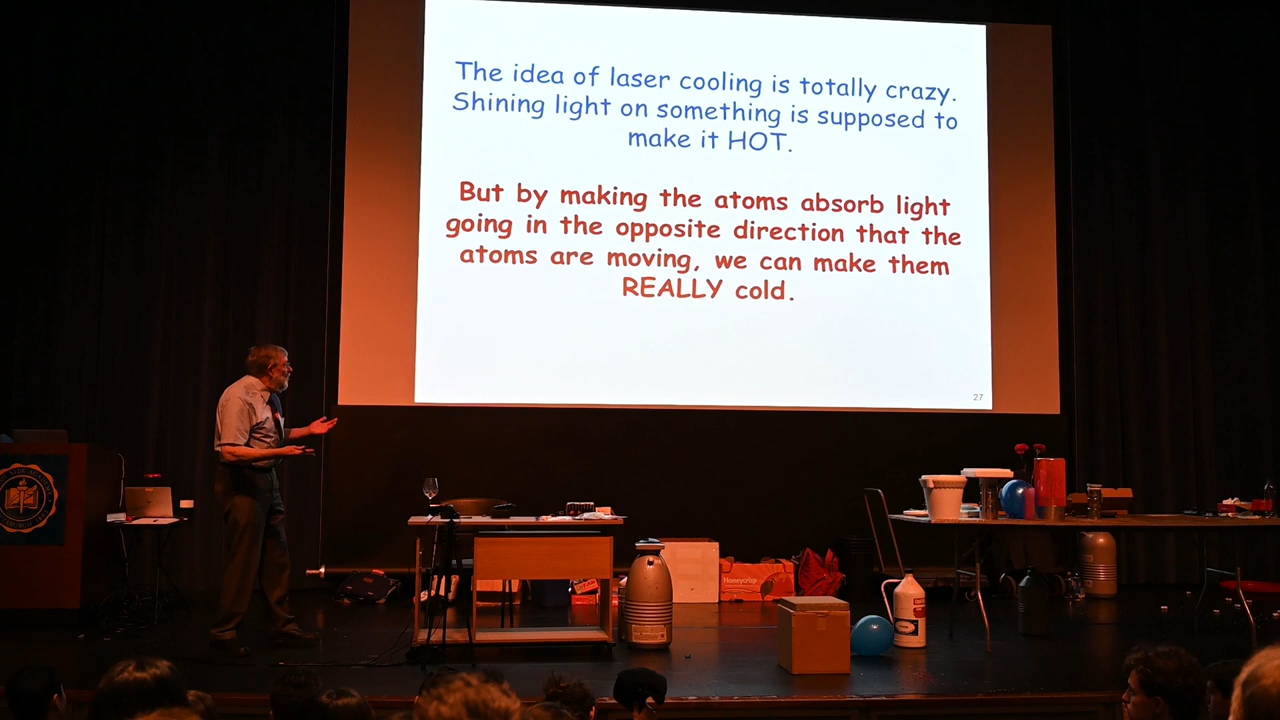 The idea of laser cooling is totally crazy.
Shining light on something is supposed to
make it HOT.
But by making the atoms absorb light
going in the opposite direction that the
atoms are moving, we can make them
REALLY cold.
27
Honeycrisp